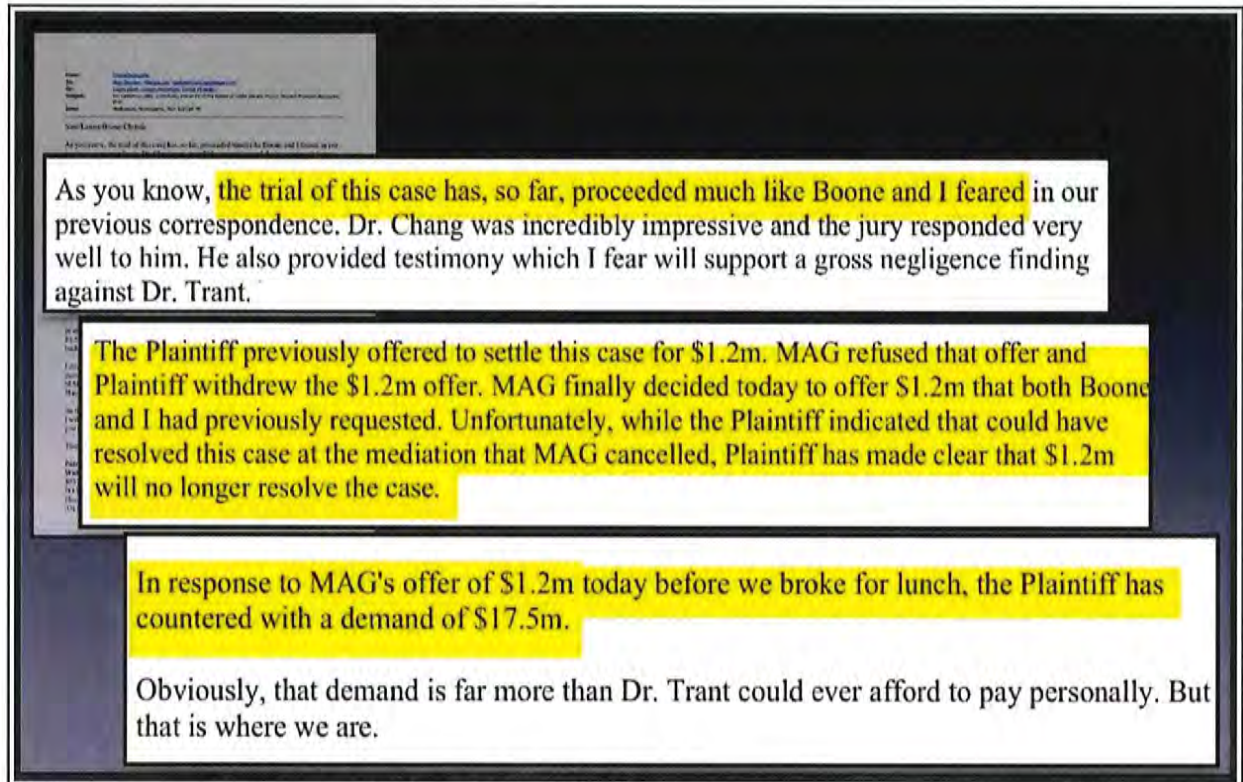 As you know, the trial of this case has, so far, proceeded much like Boone and I feared in our
previous correspondence. Dr. Chang was incredibly impressive and the jury responded very
well to him. He also provided testimony which I fear will support a gross negligence finding
against Dr. Trant.
The Plaintiff previously offered to settle this case for $1.2m. MAG refused that offer and
Plaintiff withdrew the $1.2m offer. MAG finally decided today to offer $1.2m that both Boone
and I had previously requested. Unfortunately, while the Plaintiff indicated that could have
resolved this case at the mediation that MAG cancelled, Plaintiff has made clear that $1.2m
will no longer resolve the case.
In response to MAG's offer of $1.2m today before we broke for lunch, the Plaintiff has
countered with a demand of $17.5m.
Obviously, that demand is far more than Dr. Trant could ever afford to pay personally. But
that is where we are.